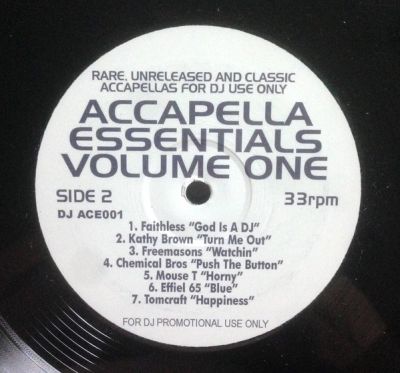 RARE, UNRELEASED AND CLASSIC
ACCAPELLAS FOR DJ USE ONLY
ACCAPELLA
ESSENTIALS
VOLUME ONE
SIDE 2
33rpm
DJ ACE001
1. Faithless "God Is A DJ"
2. Kathy Brown "Turn Me Out"
3. Freemasons "Watchin"
4. Chemical Bros "Push The Button"
5. Mouse T "Horny"
6. Effiel 65 "Blue"
7. Tomcraft "Happiness"
FOR DJ PROMOTIONAL USE ONLY